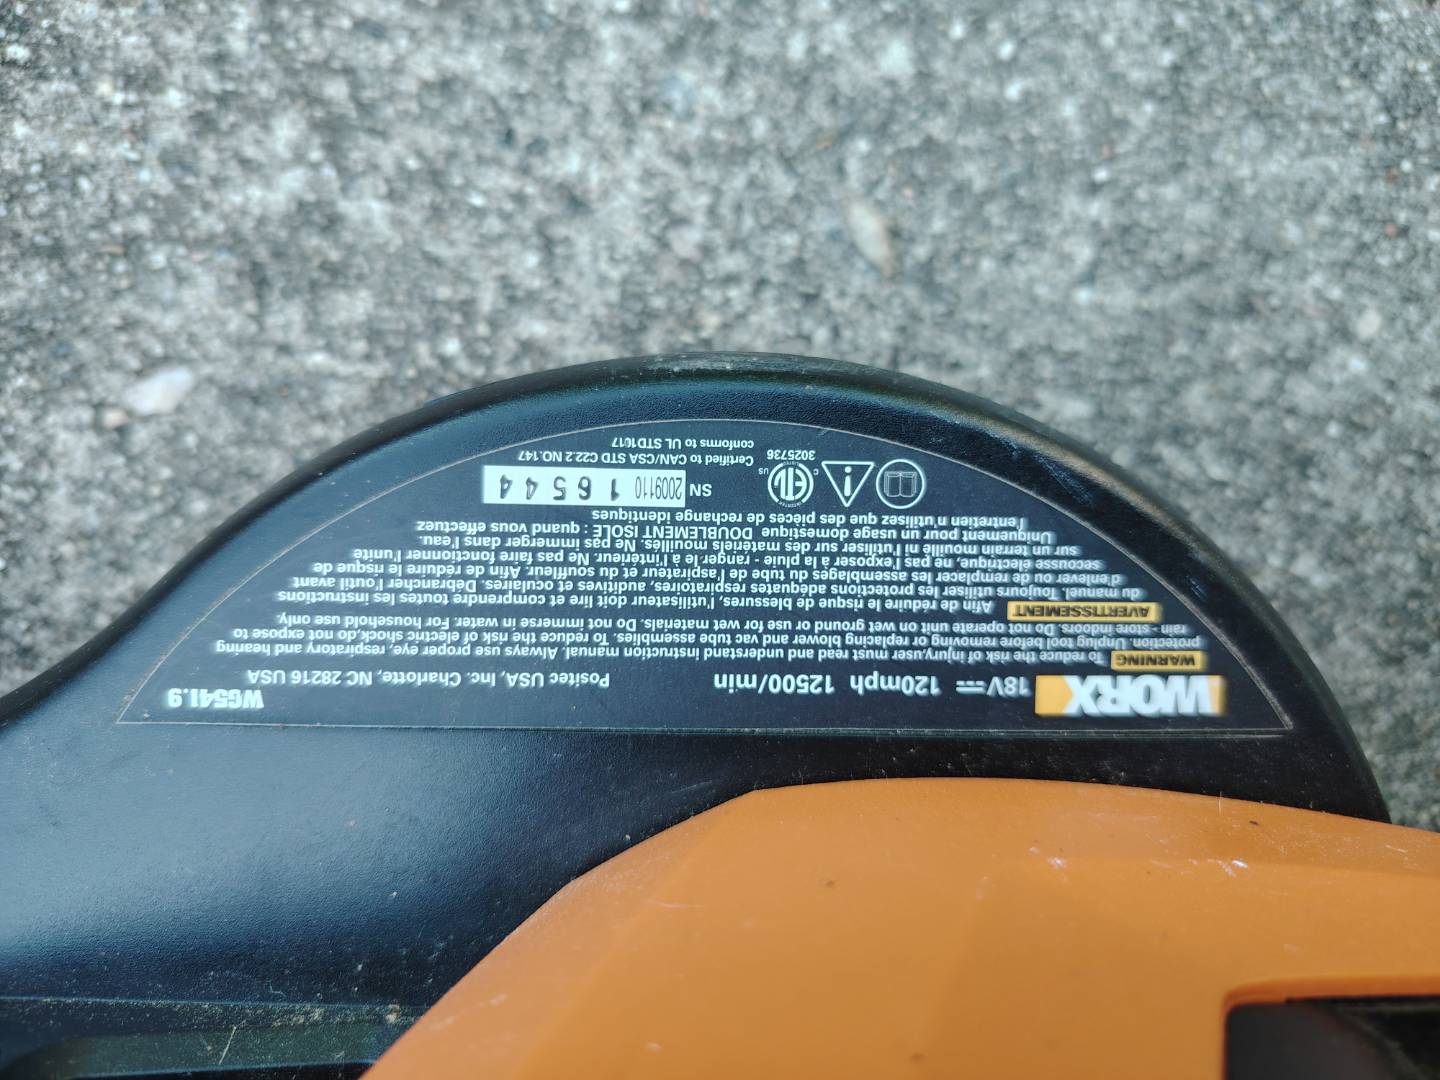 WORX 18V⎓ 120mph 12500/min Positec USA, Inc. Charlotte, NC 28216 USA WG541.9
WARNING To reduce the risk of injury,user must read and understand instruction manual. Always use proper eye, respiratory and hearing
protection. Unplug tool before removing or replacing blower and vac tube assemblies. To reduce the risk of electric shock,do not expose to
rain - store indoors. Do not operate unit on wet ground or use for wet materials. Do not immerse in water. For household use only.
AVERTISSEMENT Afin de réduire le risque de blessures, l'utilisateur doit lire et comprendre toutes les instructions
du manuel. Toujours utiliser les protections adéquates respiratoires, auditives et oculaires. Débrancher l'outil avant
d'enlever ou de remplacer les assemblages du tube de l'aspirateur et du souffleur. Afin de réduire le risque de
secousse électrique, ne pas l'exposer à la pluie - ranger le à l'intérieur. Ne pas faire fonctionner l'unité
sur un terrain mouillé ni l'utiliser sur des matériels mouillés. Ne pas immerger dans l'eau.
Uniquement pour un usage domestique DOUBLEMENT ISOLE : quand vous effectuez
l'entretien n'utilisez que des pièces de rechange identiques
SN 2009110 1 6 5 4 4
ETL
C US
INTERTEK
3025736
Certified to CAN/CSA STD C22.2 NO.147
conforms to UL STD1017